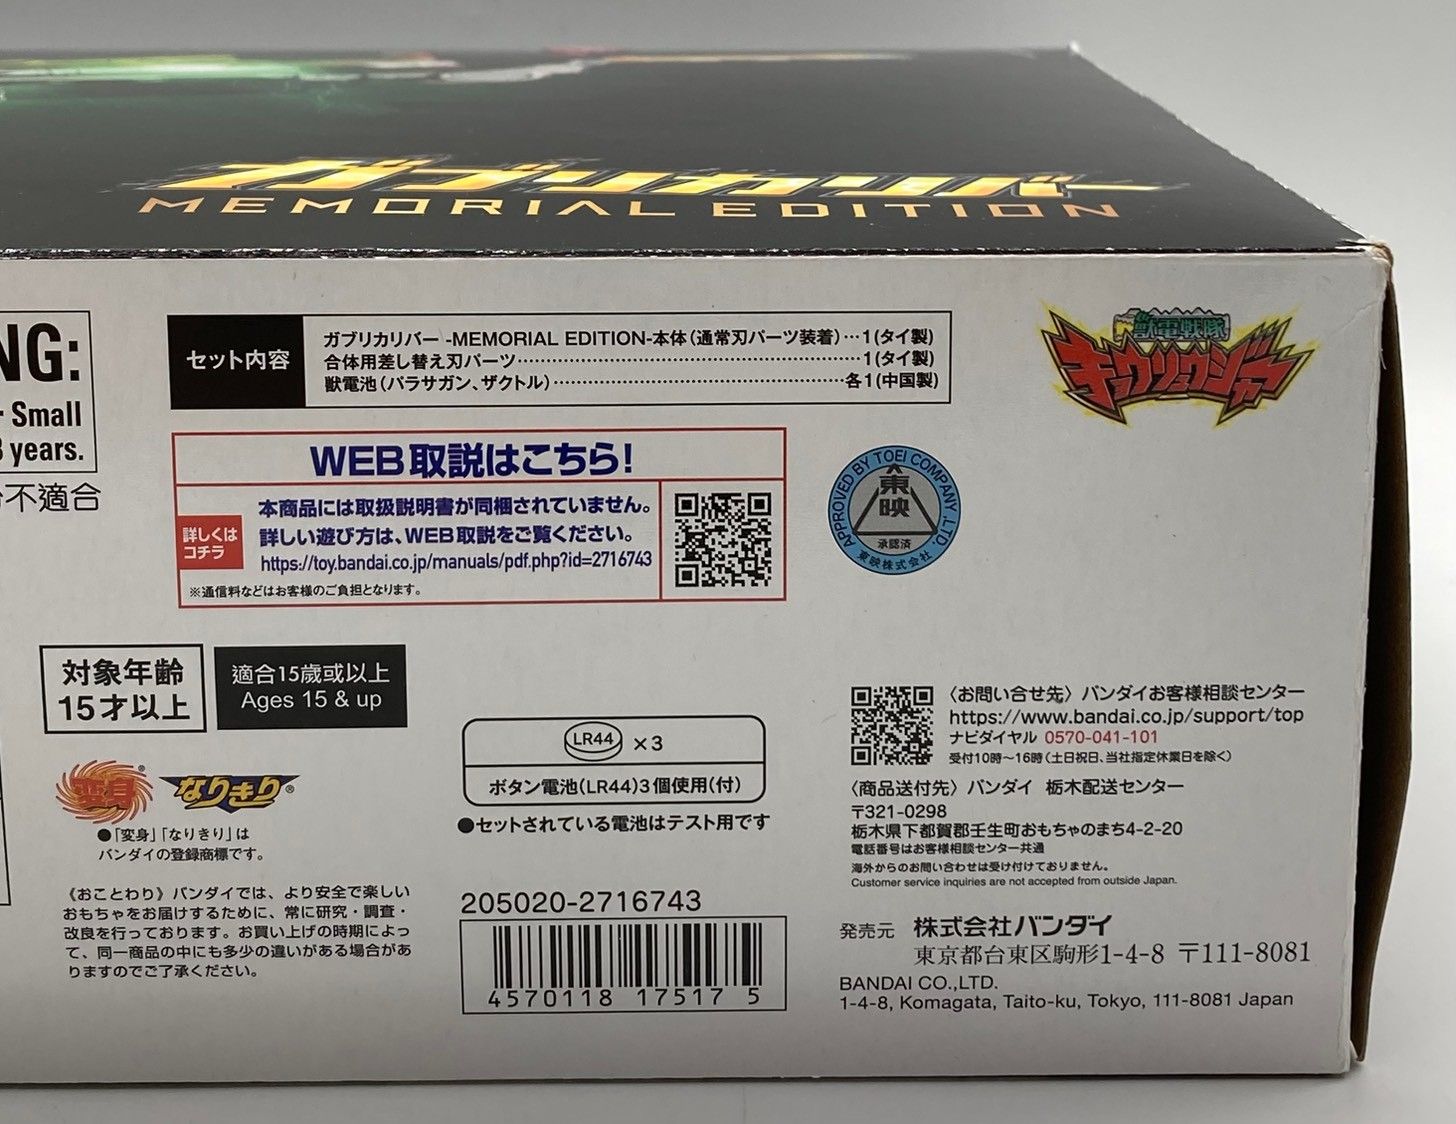 ガブリカリバー
MEMORIAL EDITION
NG:
Small
3 years.
不適合
セット内容
ガブリカリバー -MEMORIAL EDITION-本体(通常刃パーツ装着)…1(タイ製)
合体用差し替え刃パーツ……1(タイ製)
獣電池(パラサガン、ザクトル)……各1(中国製)
獣電戦隊
キョウリュウジャー
WEB取説はこちら!
詳しくは
コチラ
本商品には取扱説明書が同梱されていません。
詳しい遊び方は、WEB取説をご覧ください。
https://toy.bandai.co.jp/manuals/pdf.php?id=2716743
※通信料などはお客様のご負担となります。
APPROVED BY TOEI COMPANY, LTD.
東映
承認済
東映株式会社
対象年齢
15才以上
適合15歲或以上
Ages 15 & up
変身®
なりきり®
●「変身」「なりきり」は
バンダイの登録商標です。
《おことわり》バンダイでは、より安全で楽しい
おもちゃをお届けするために、常に研究・調査・
改良を行っております。お買い上げの時期によっ
て、同一商品の中にも多少の違いがある場合があ
りますのでご了承ください。
LR44 ×3
ボタン電池(LR44)3個使用(付)
●セットされている電池はテスト用です
205020-2716743
4570118 17517 5
〈お問い合せ先〉バンダイお客様相談センター
https://www.bandai.co.jp/support/top
ナビダイヤル 0570-041-101
受付10時〜16時(土日祝日、当社指定休業日を除く)
〈商品送付先〉バンダイ 栃木配送センター
〒321-0298
栃木県下都賀郡壬生町おもちゃのまち4-2-20
電話番号はお客様相談センター共通
海外からのお問い合わせは受け付けておりません。
Customer service inquiries are not accepted from outside Japan.
発売元 株式会社バンダイ
東京都台東区駒形1-4-8 〒111-8081
BANDAI CO.,LTD.
1-4-8, Komagata, Taito-ku, Tokyo, 111-8081 Japan